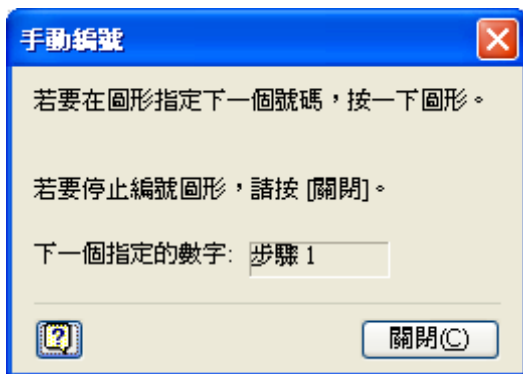 手動編號
若要在圖形指定下一個號碼，按一下圖形。
若要停止編號圖形，請按 [關閉]。
下一個指定的數字: 步驟 1
關閉(C)